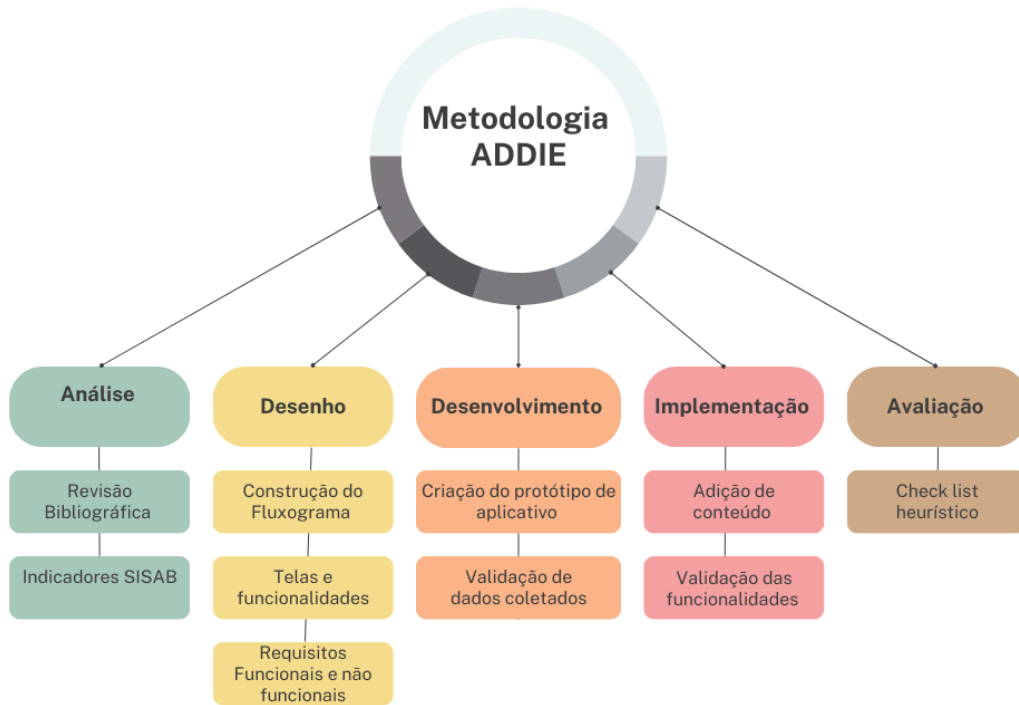 Metodologia
ADDIE
Análise
Revisão
Bibliográfica
Indicadores SISAB
Desenho
Construção do
Fluxograma
Telas e
funcionalidades
Requisitos
Funcionais e não
funcionais
Desenvolvimento
Criação do protótipo de
aplicativo
Validação de
dados coletados
Implementação
Adição de
conteúdo
Validação das
funcionalidades
Avaliação
Check list
heurístico